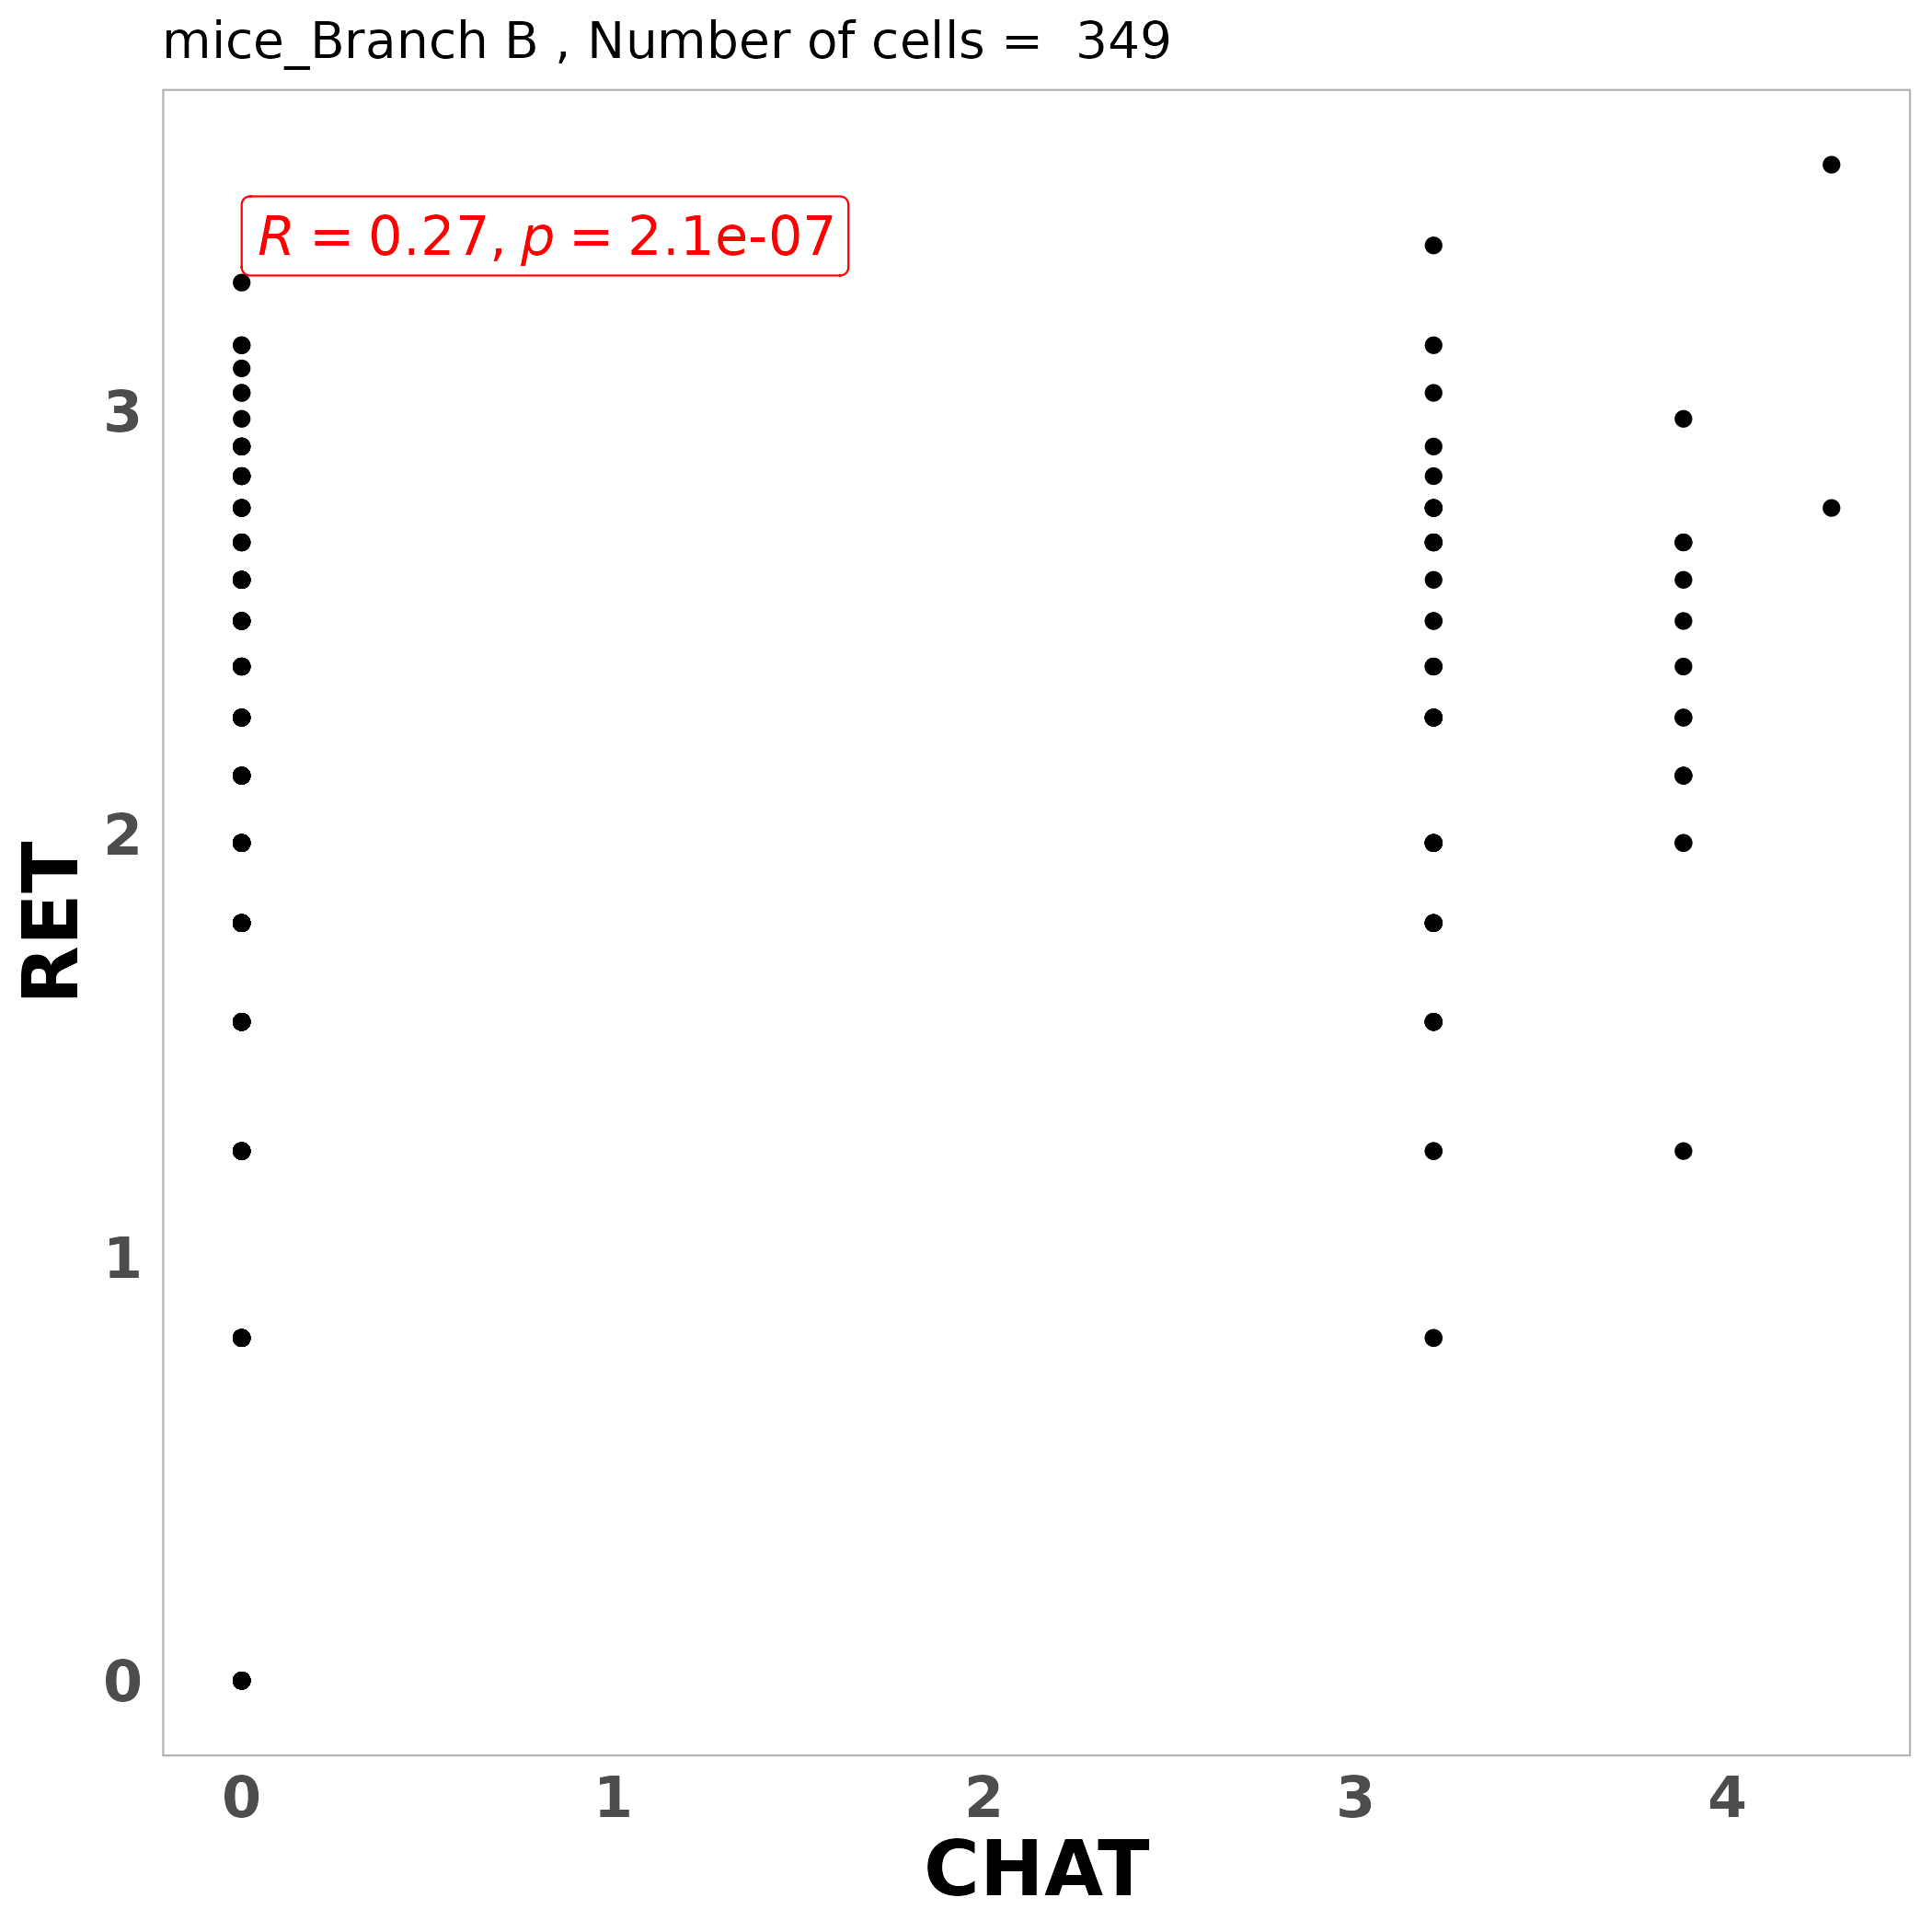 mice_Branch B , Number of cells =  349
R = 0.27, p = 2.1e-07
3
2
1
0
RET
0 1 2 3 4
CHAT